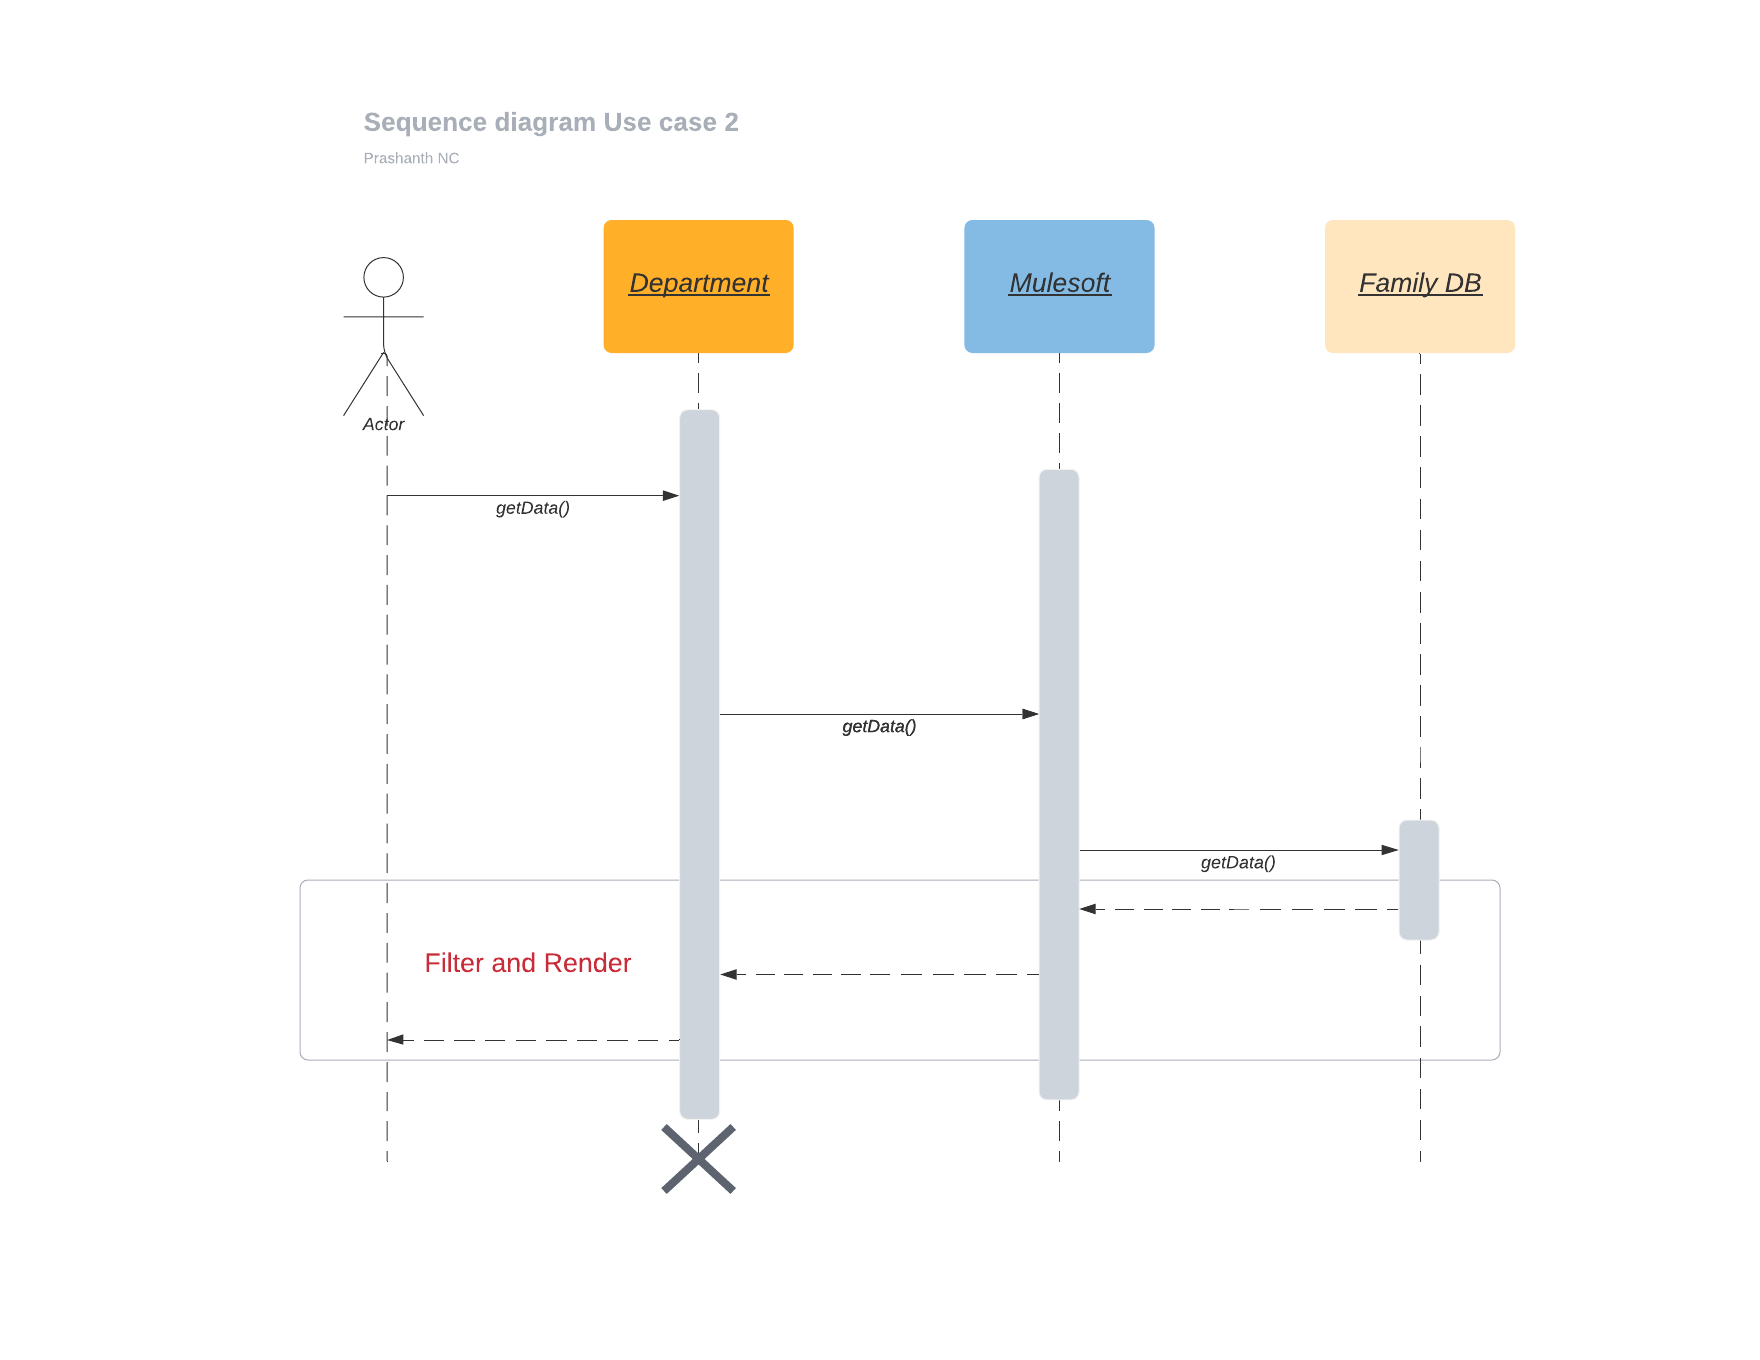 Sequence diagram Use case 2
Prashanth NC
Department
Mulesoft
Family DB
Actor
getData()
getData()
getData()
Filter and Render